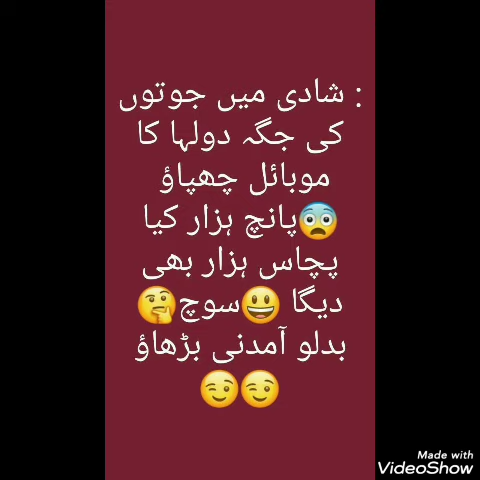 : شادی میں جوتوں
کی جگہ دولہا کا
موبائل چھپاؤ
😨پانچ ہزار کیا
پچاس ہزار بھی
دیگا 😃سوچ🤔
بدلو آمدنی بڑھاؤ
😉😉
Made with
VideoShow